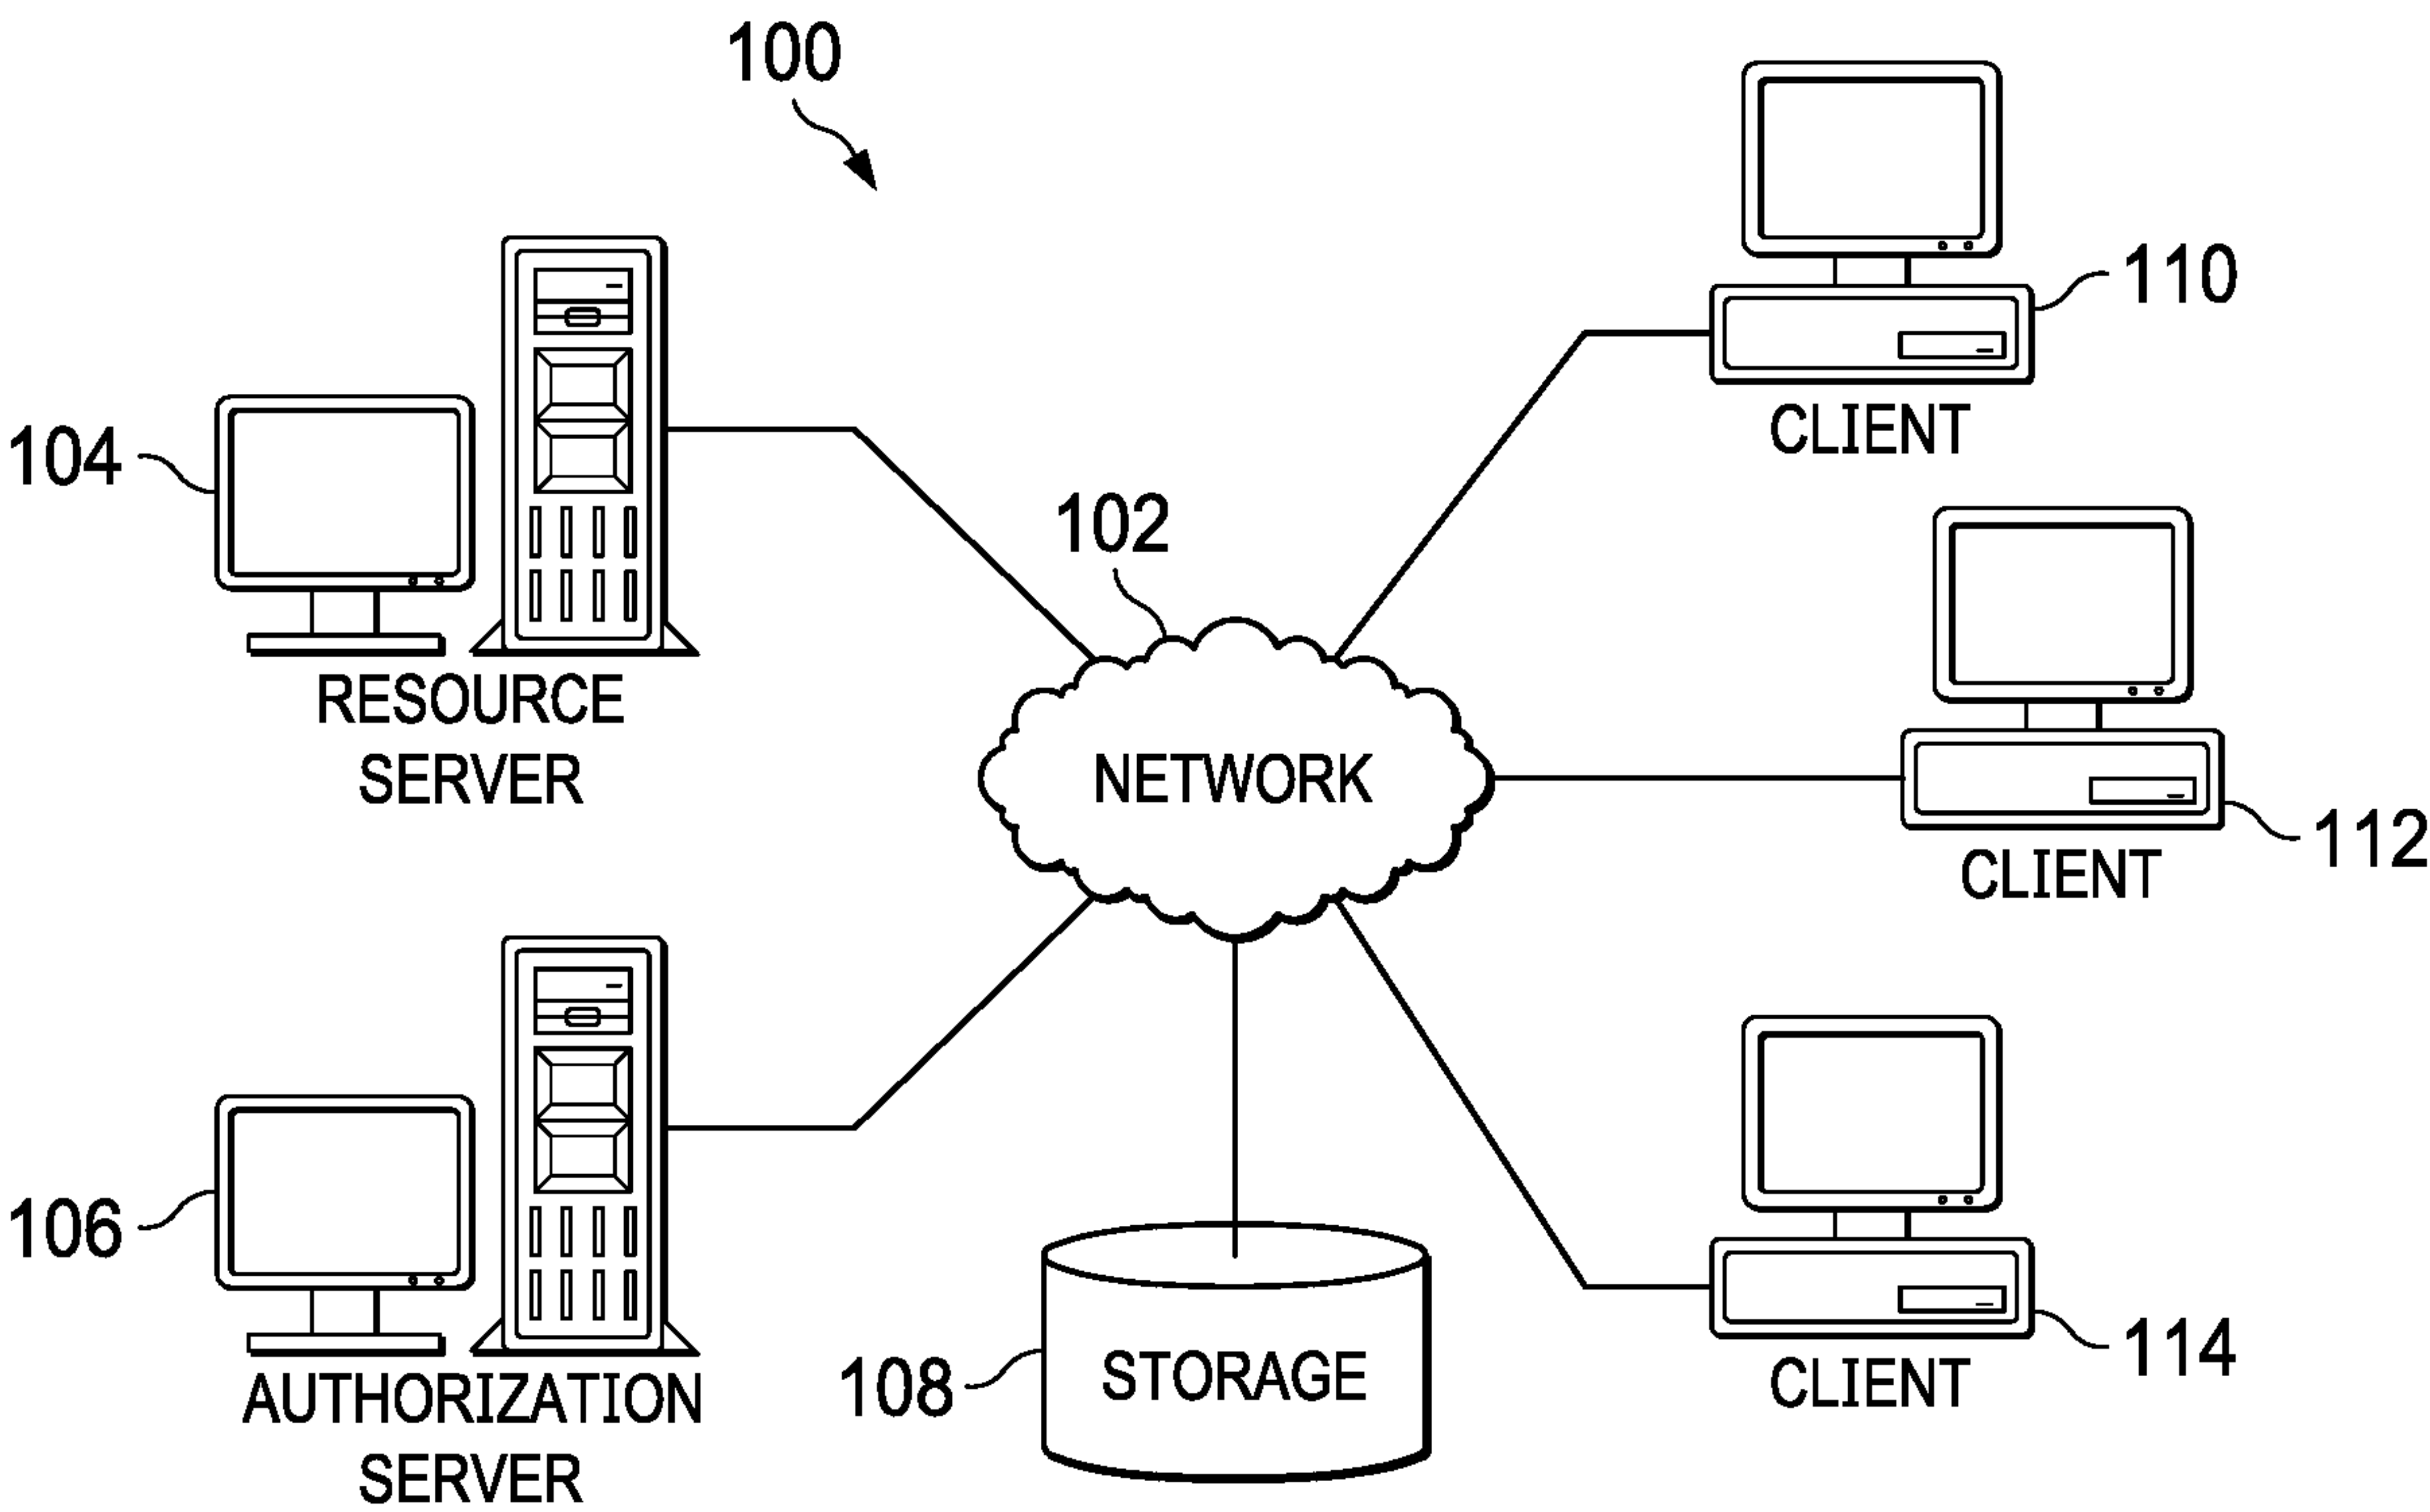 100
110
CLIENT
104
102
RESOURCE
SERVER
NETWORK
112
CLIENT
106
AUTHORIZATION
SERVER
108
STORAGE
114
CLIENT